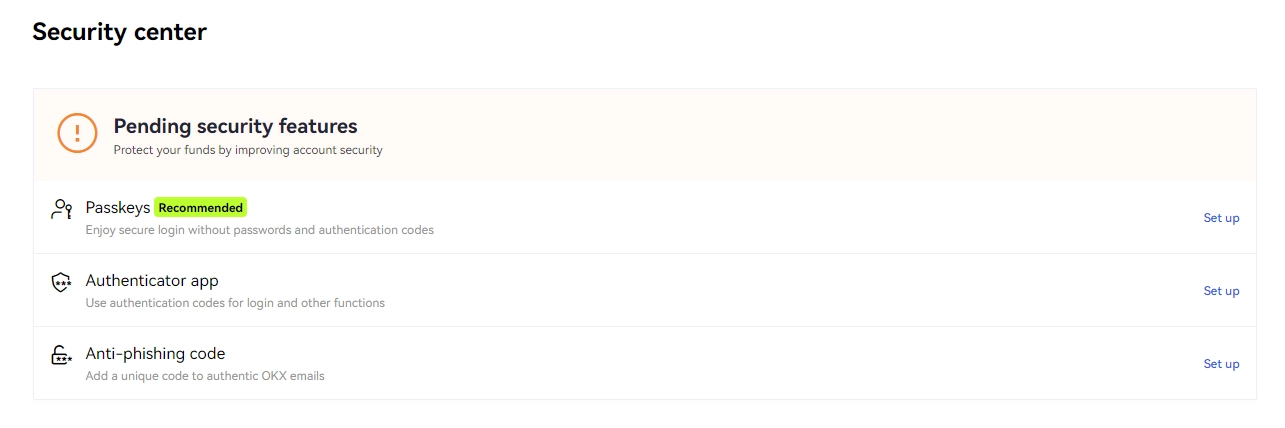 Security center
Pending security features
Protect your funds by improving account security
Passkeys Recommended
Enjoy secure login without passwords and authentication codes
Set up
Authenticator app
Use authentication codes for login and other functions
Set up
Anti-phishing code
Add a unique code to authentic OKX emails
Set up